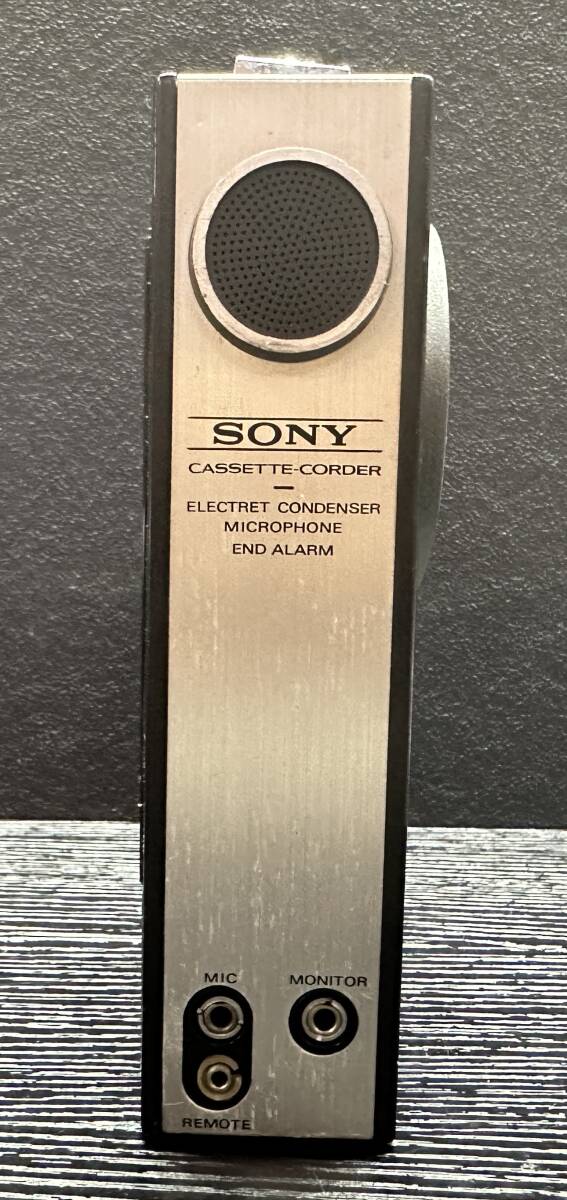 SONY
CASSETTE-CORDER
ELECTRET CONDENSER
MICROPHONE
END ALARM
MIC MONITOR
REMOTE